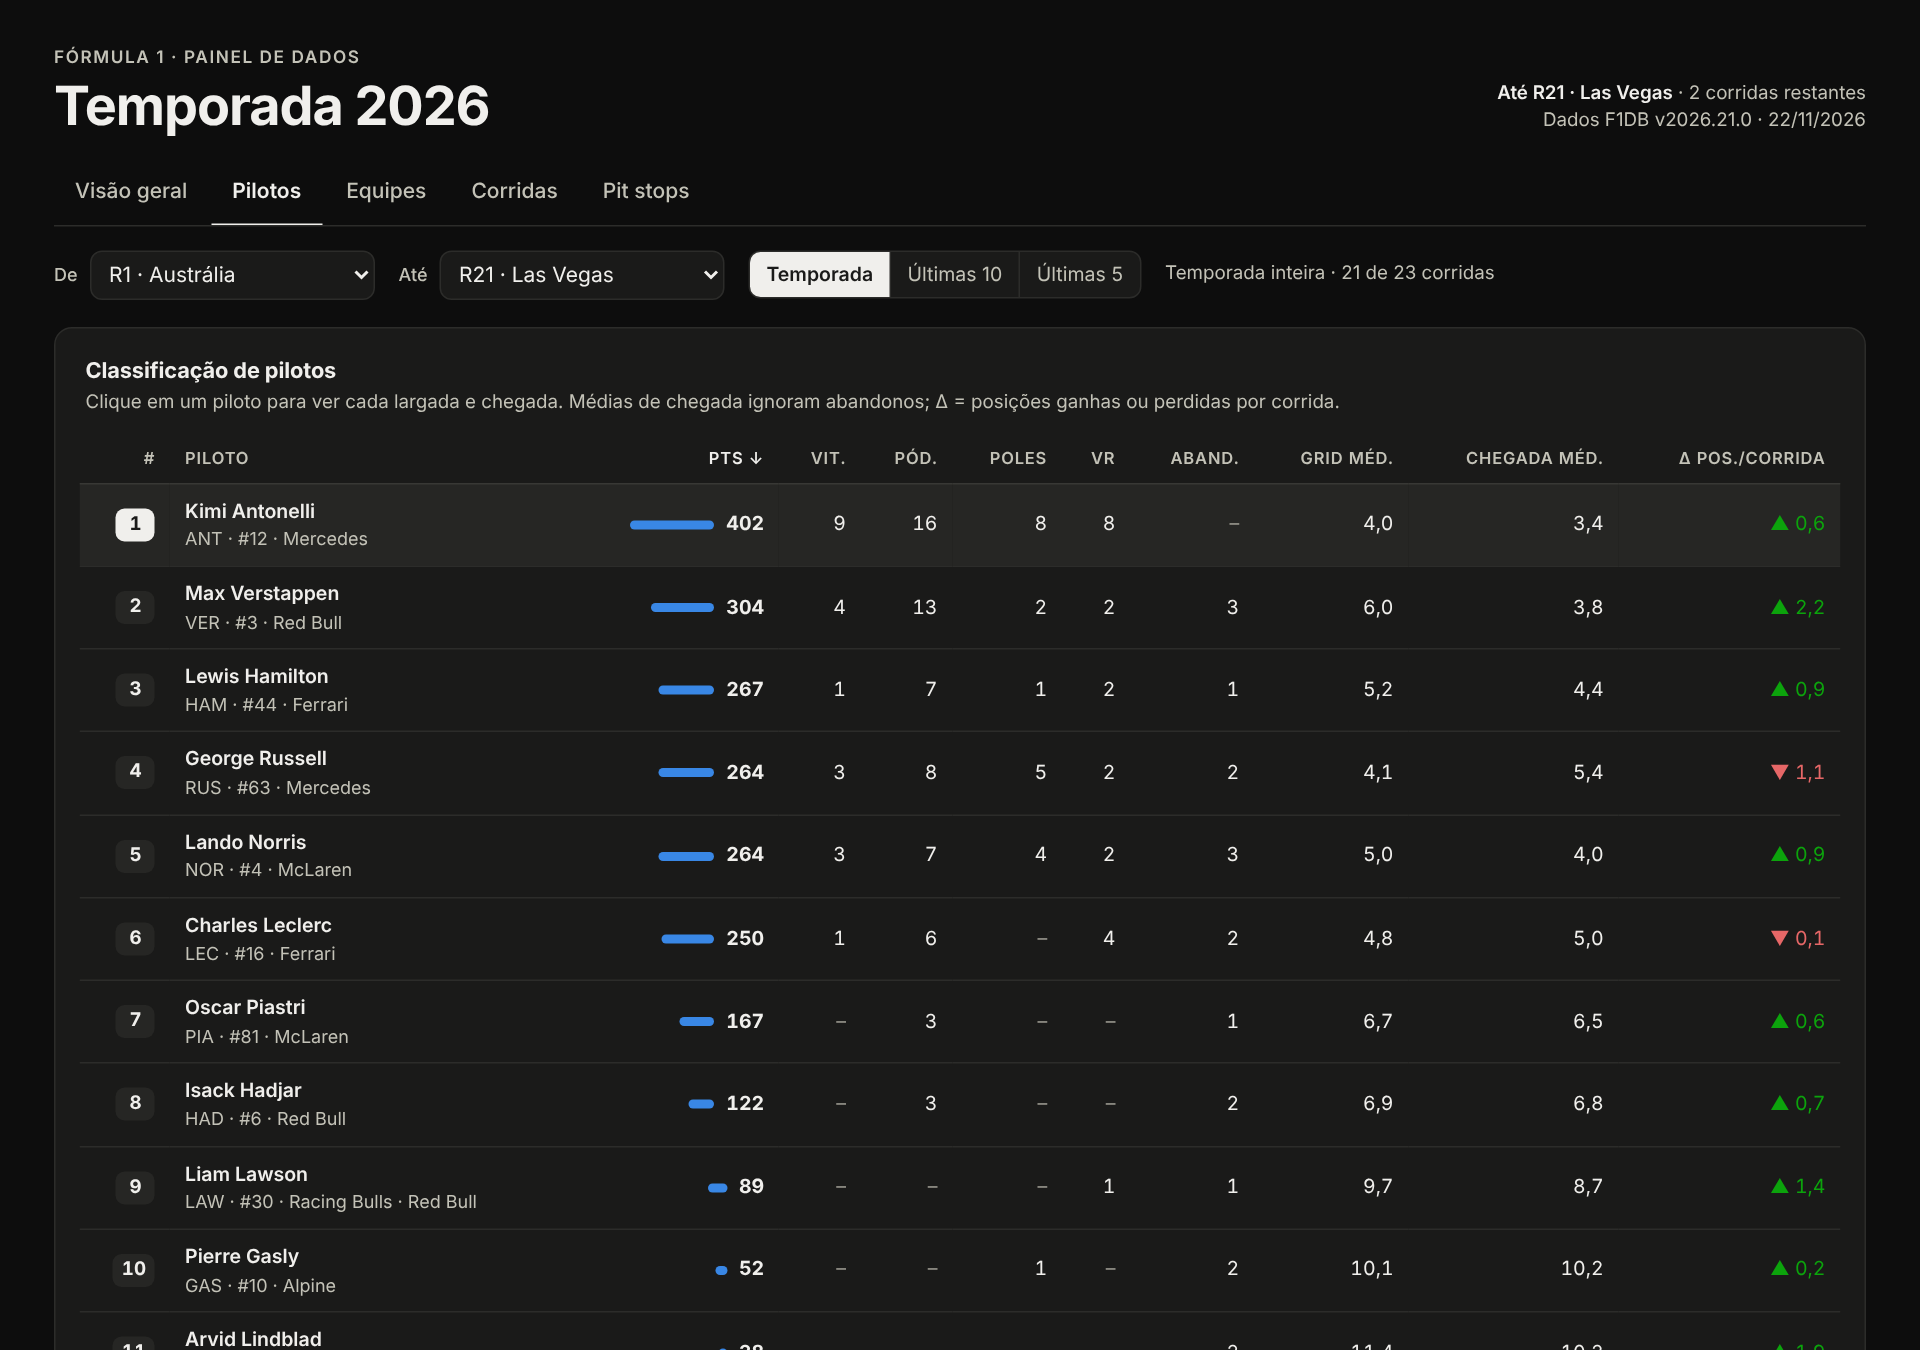 FÓRMULA 1 · PAINEL DE DADOS
Temporada 2026
Até R21 · Las Vegas · 2 corridas restantes
Dados F1DB v2026.21.0 · 22/11/2026
Visão geral Pilotos Equipes Corridas Pit stops
De R1 · Austrália Até R21 · Las Vegas Temporada Últimas 10 Últimas 5 Temporada inteira · 21 de 23 corridas
Classificação de pilotos
Clique em um piloto para ver cada largada e chegada. Médias de chegada ignoram abandonos; Δ = posições ganhas ou perdidas por corrida.
# PILOTO PTS ↓ VIT. PÓD. POLES VR ABAND. GRID MÉD. CHEGADA MÉD. Δ POS./CORRIDA
1 Kimi Antonelli 402 9 16 8 8 – 4,0 3,4 ▲ 0,6
ANT · #12 · Mercedes
2 Max Verstappen 304 4 13 2 2 3 6,0 3,8 ▲ 2,2
VER · #3 · Red Bull
3 Lewis Hamilton 267 1 7 1 2 1 5,2 4,4 ▲ 0,9
HAM · #44 · Ferrari
4 George Russell 264 3 8 5 2 2 4,1 5,4 ▼ 1,1
RUS · #63 · Mercedes
5 Lando Norris 264 3 7 4 2 3 5,0 4,0 ▲ 0,9
NOR · #4 · McLaren
6 Charles Leclerc 250 1 6 – 4 2 4,8 5,0 ▼ 0,1
LEC · #16 · Ferrari
7 Oscar Piastri 167 – 3 – – 1 6,7 6,5 ▲ 0,6
PIA · #81 · McLaren
8 Isack Hadjar 122 – 3 – – 2 6,9 6,8 ▲ 0,7
HAD · #6 · Red Bull
9 Liam Lawson 89 – – – 1 1 9,7 8,7 ▲ 1,4
LAW · #30 · Racing Bulls · Red Bull
10 Pierre Gasly 52 – – 1 – 2 10,1 10,2 ▲ 0,2
GAS · #10 · Alpine
Arvid Lindblad